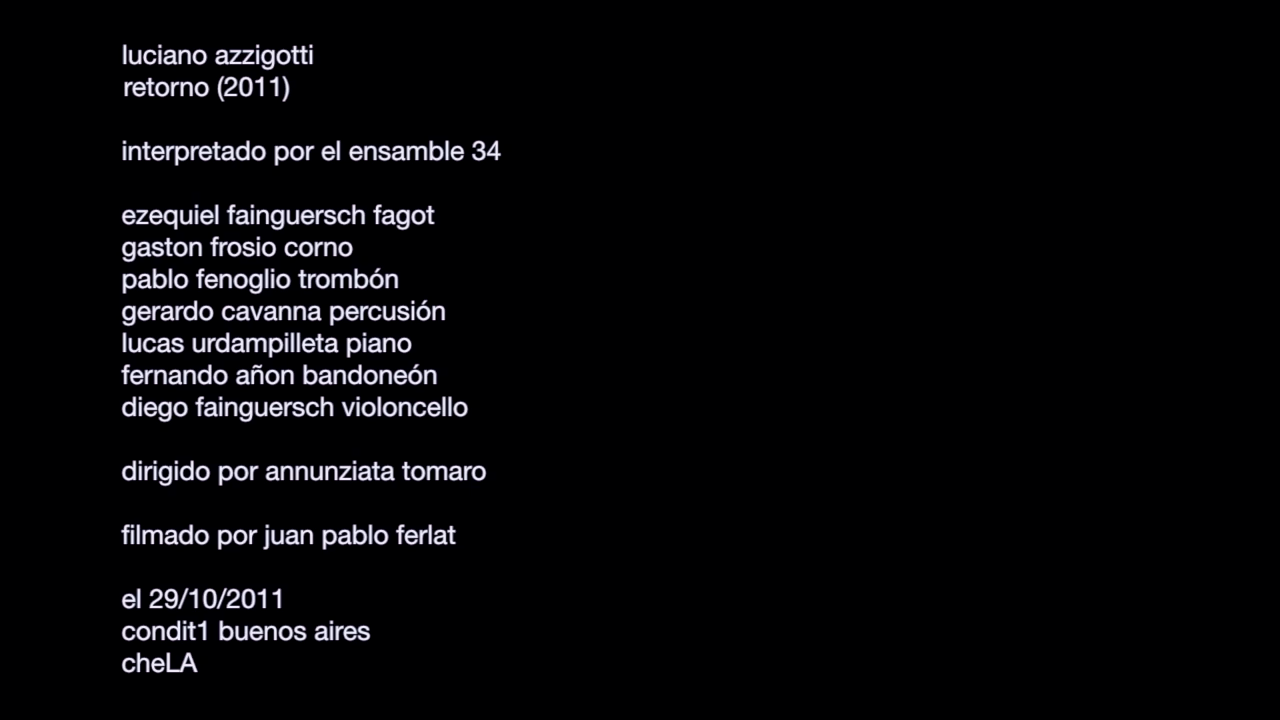 luciano azzigotti
retorno (2011)
interpretado por el ensamble 34
ezequiel fainguersch fagot
gaston frosio corno
pablo fenoglio trombón
gerardo cavanna percusión
lucas urdampilleta piano
fernando añon bandoneón
diego fainguersch violoncello
dirigido por annunziata tomaro
filmado por juan pablo ferlat
el 29/10/2011
condit1 buenos aires
cheLA